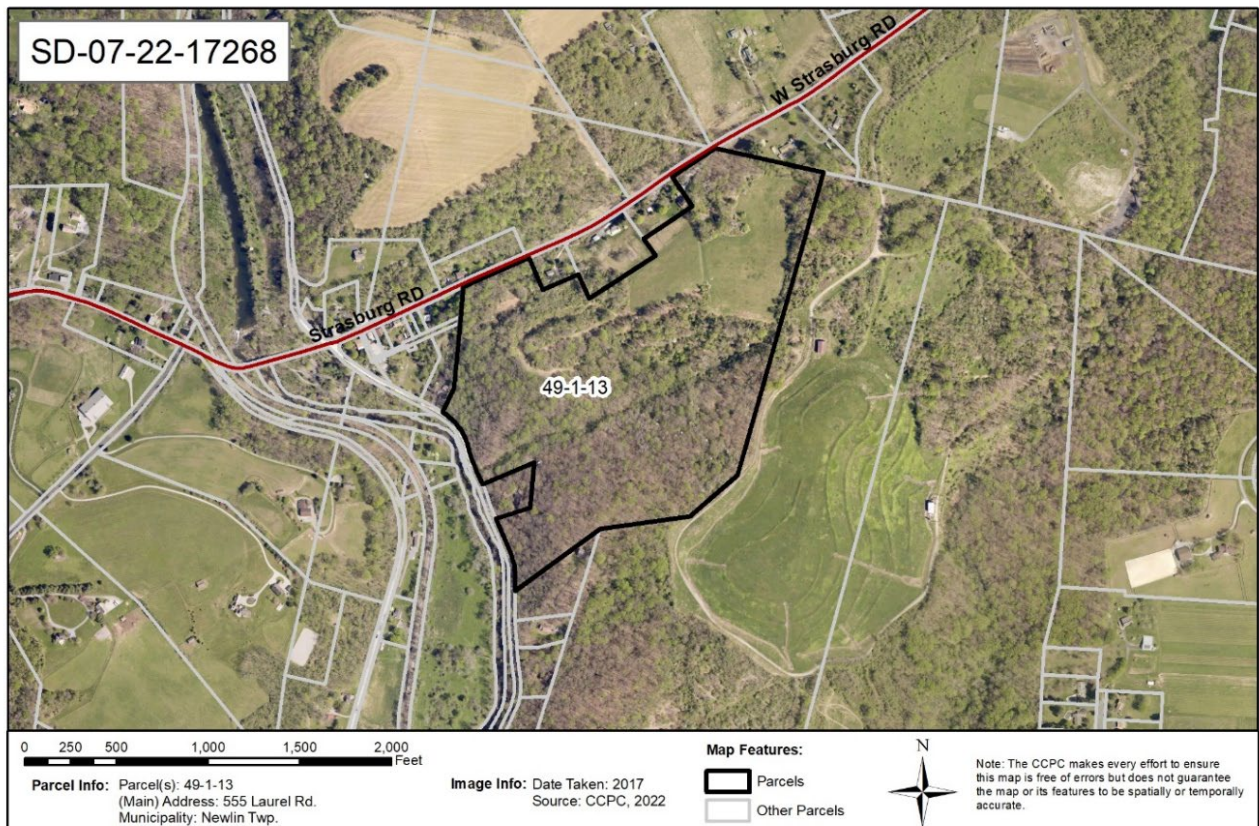 SD-07-22-17268
W Strasburg RD
Strasburg RD
49-1-13
0 250 500 1,000 1,500 2,000
Feet
Parcel Info: Parcel(s): 49-1-13
(Main) Address: 555 Laurel Rd.
Municipality: Newlin Twp.
Image Info: Date Taken: 2017
Source: CCPC, 2022
Map Features:
Parcels
Other Parcels
N
Note: The CCPC makes every effort to ensure
this map is free of errors but does not guarantee
the map or its features to be spatially or temporally
accurate.